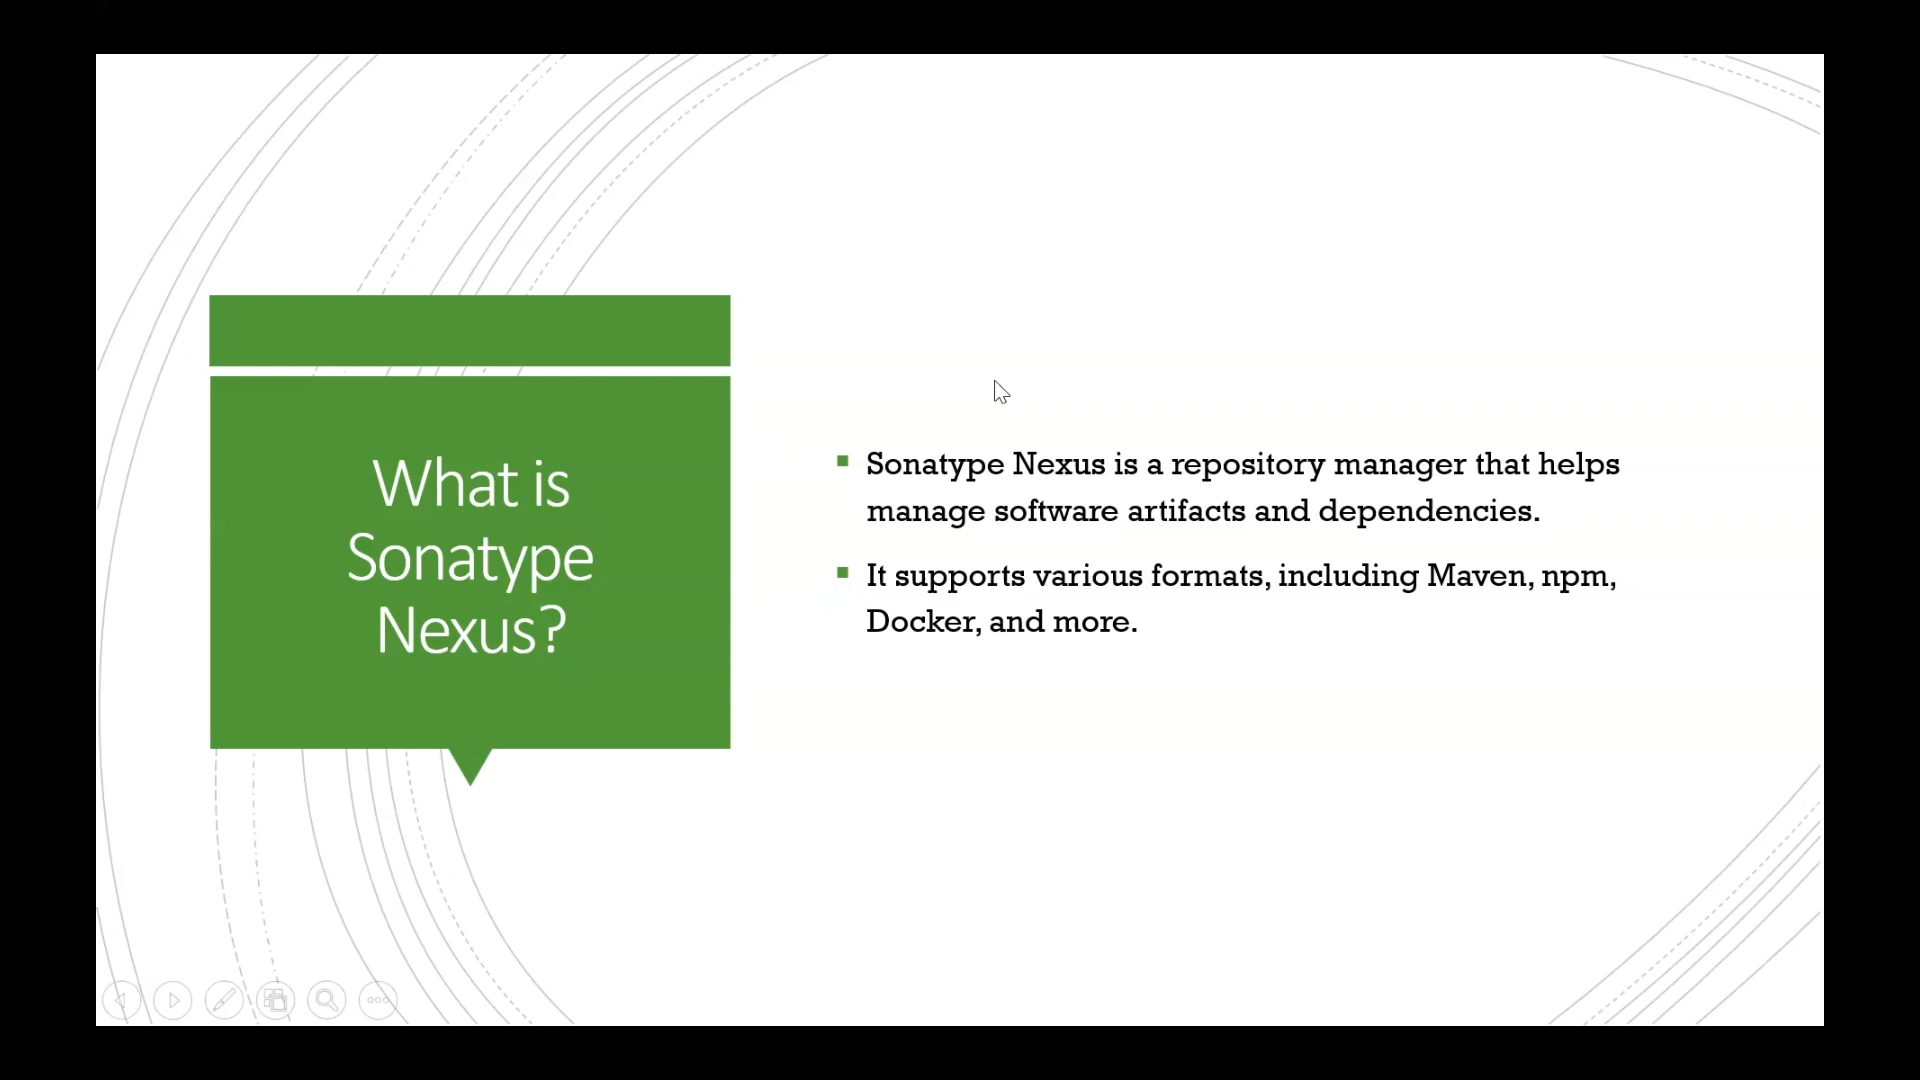 What is
Sonatype
Nexus?
Sonatype Nexus is a repository manager that helps
manage software artifacts and dependencies.
It supports various formats, including Maven, npm,
Docker, and more.